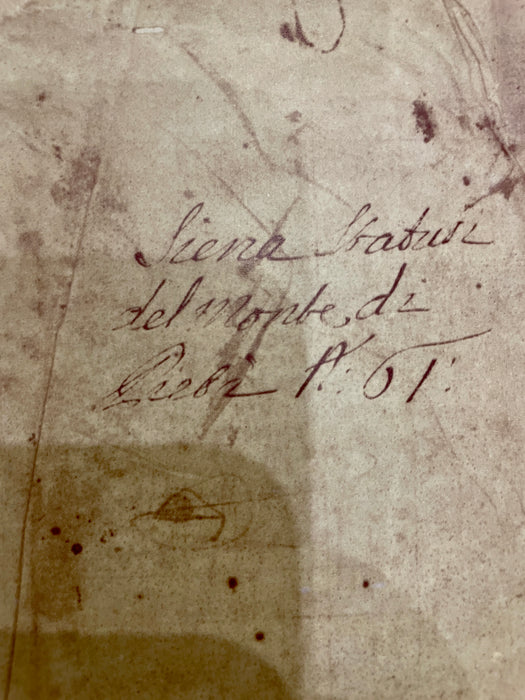 Siena Statuti
del Monte, di
Pietà N: 61: